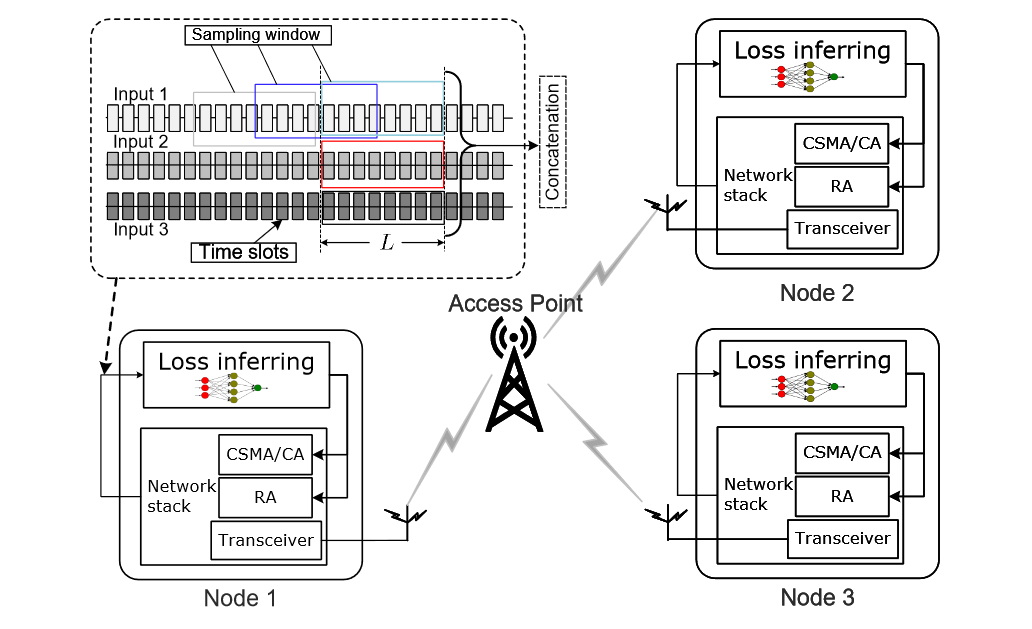 Sampling window
Input 1
Input 2
Input 3
Time slots
L
Concatenation
Loss inferring
CSMA/CA
Network
stack
RA
Transceiver
Node 2
Access Point
Loss inferring
CSMA/CA
Network
stack
RA
Transceiver
Node 1
Loss inferring
CSMA/CA
Network
stack
RA
Transceiver
Node 3